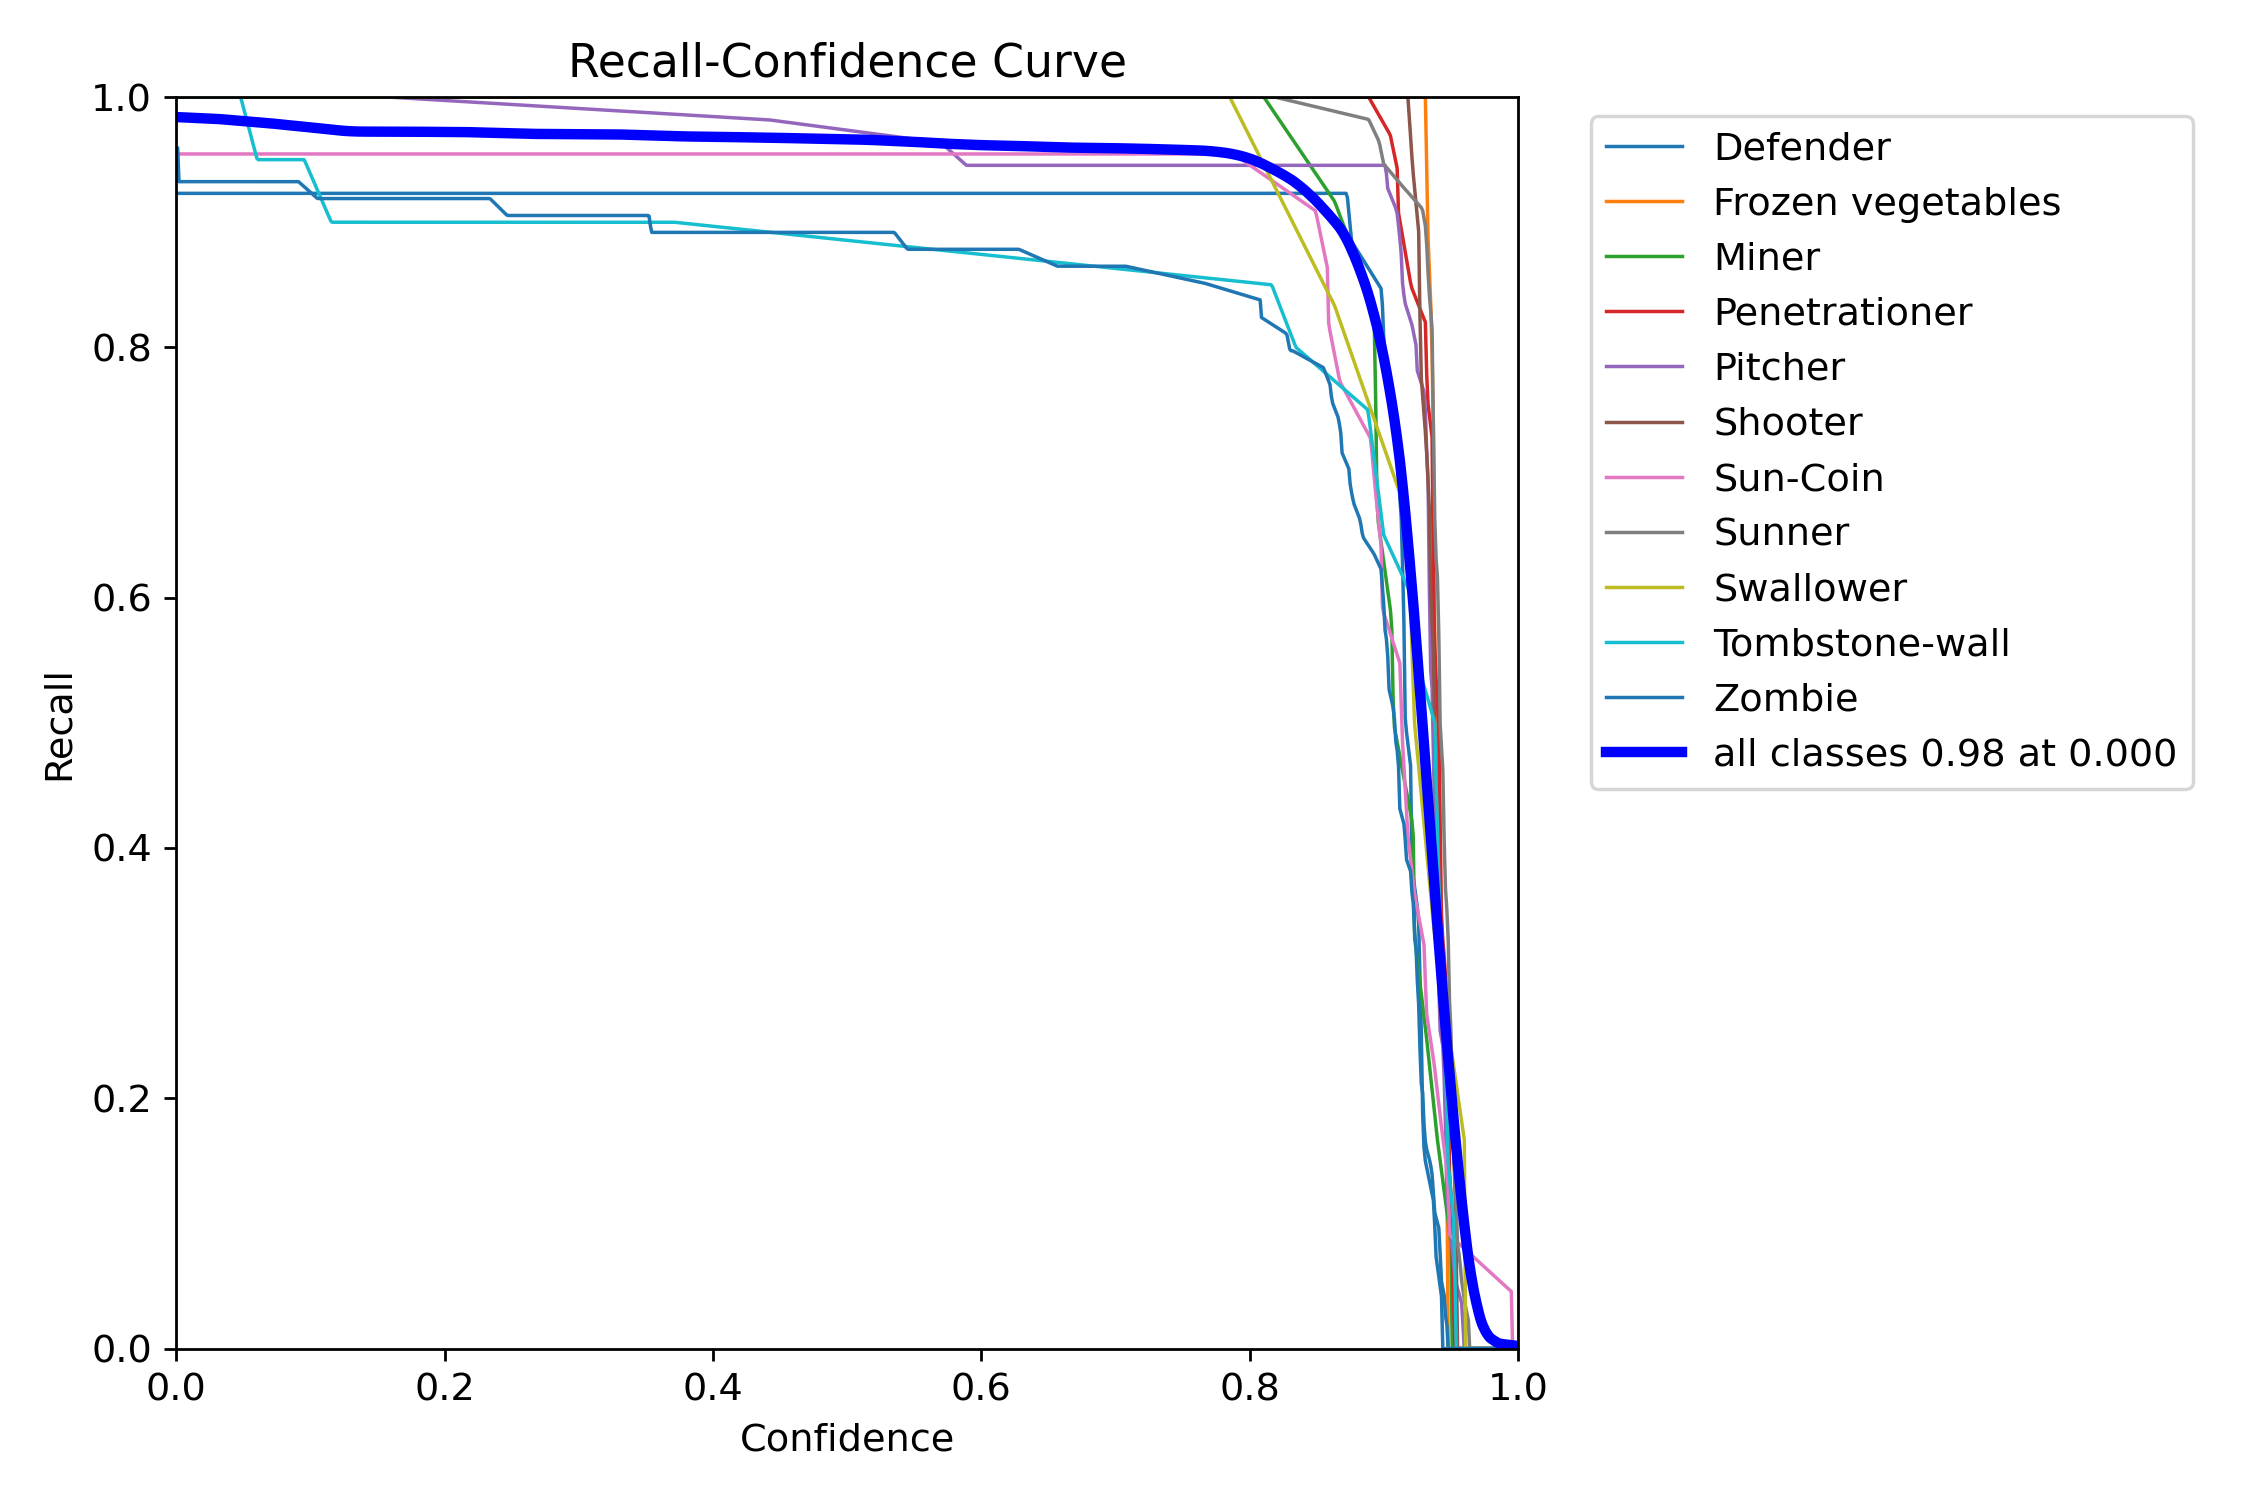 Recall-Confidence Curve
1.0
0.8
0.6
0.4
0.2
0.0
Recall
0.0 0.2 0.4 0.6 0.8 1.0
Confidence
Defender
Frozen vegetables
Miner
Penetrationer
Pitcher
Shooter
Sun-Coin
Sunner
Swallower
Tombstone-wall
Zombie
all classes 0.98 at 0.000